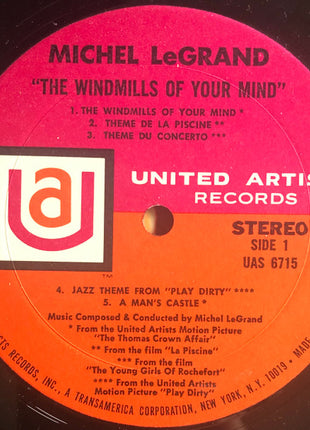 MICHEL LeGRAND
"THE WINDMILLS OF YOUR MIND"
1. THE WINDMILLS OF YOUR MIND *
2. THEME DE LA PISCINE **
3. THEME DU CONCERTO ***
ua
UNITED ARTIS
RECORDS
TM
STEREO
SIDE 1
UAS 6715
4. JAZZ THEME FROM "PLAY DIRTY" ****
5. A MAN'S CASTLE *
Music Composed & Conducted by Michel LeGrand
* From the United Artists Motion Picture
"The Thomas Crown Affair"
** From the film "La Piscine"
*** From the film
"The Young Girls Of Rochefort"
**** From the United Artists
Motion Picture "Play Dirty"
STS RECORDS, INC., A TRANSAMERICA CORPORATION, NEW YORK, N.Y. 10019 • MADE